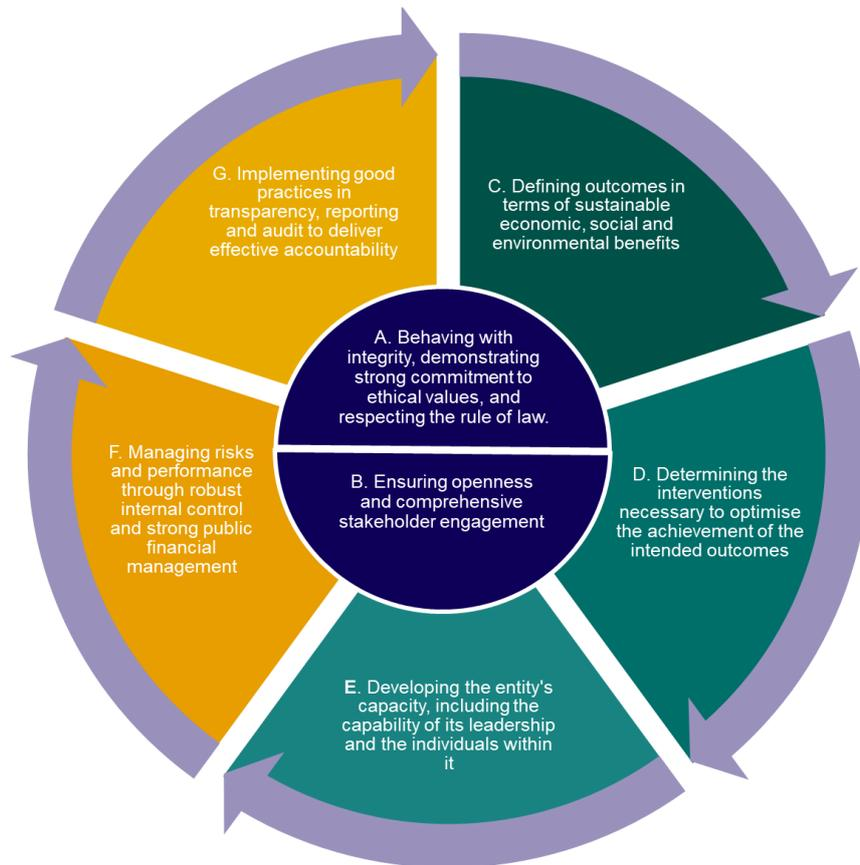 G. Implementing good
practices in
transparency, reporting
and audit to deliver
effective accountability
C. Defining outcomes in
terms of sustainable
economic, social and
environmental benefits
A. Behaving with
integrity, demonstrating
strong commitment to
ethical values, and
respecting the rule of law.
B. Ensuring openness
and comprehensive
stakeholder engagement
F. Managing risks
and performance
through robust
internal control
and strong public
financial
management
D. Determining the
interventions
necessary to optimise
the achievement of the
intended outcomes
E. Developing the entity's
capacity, including the
capability of its leadership
and the individuals within
it